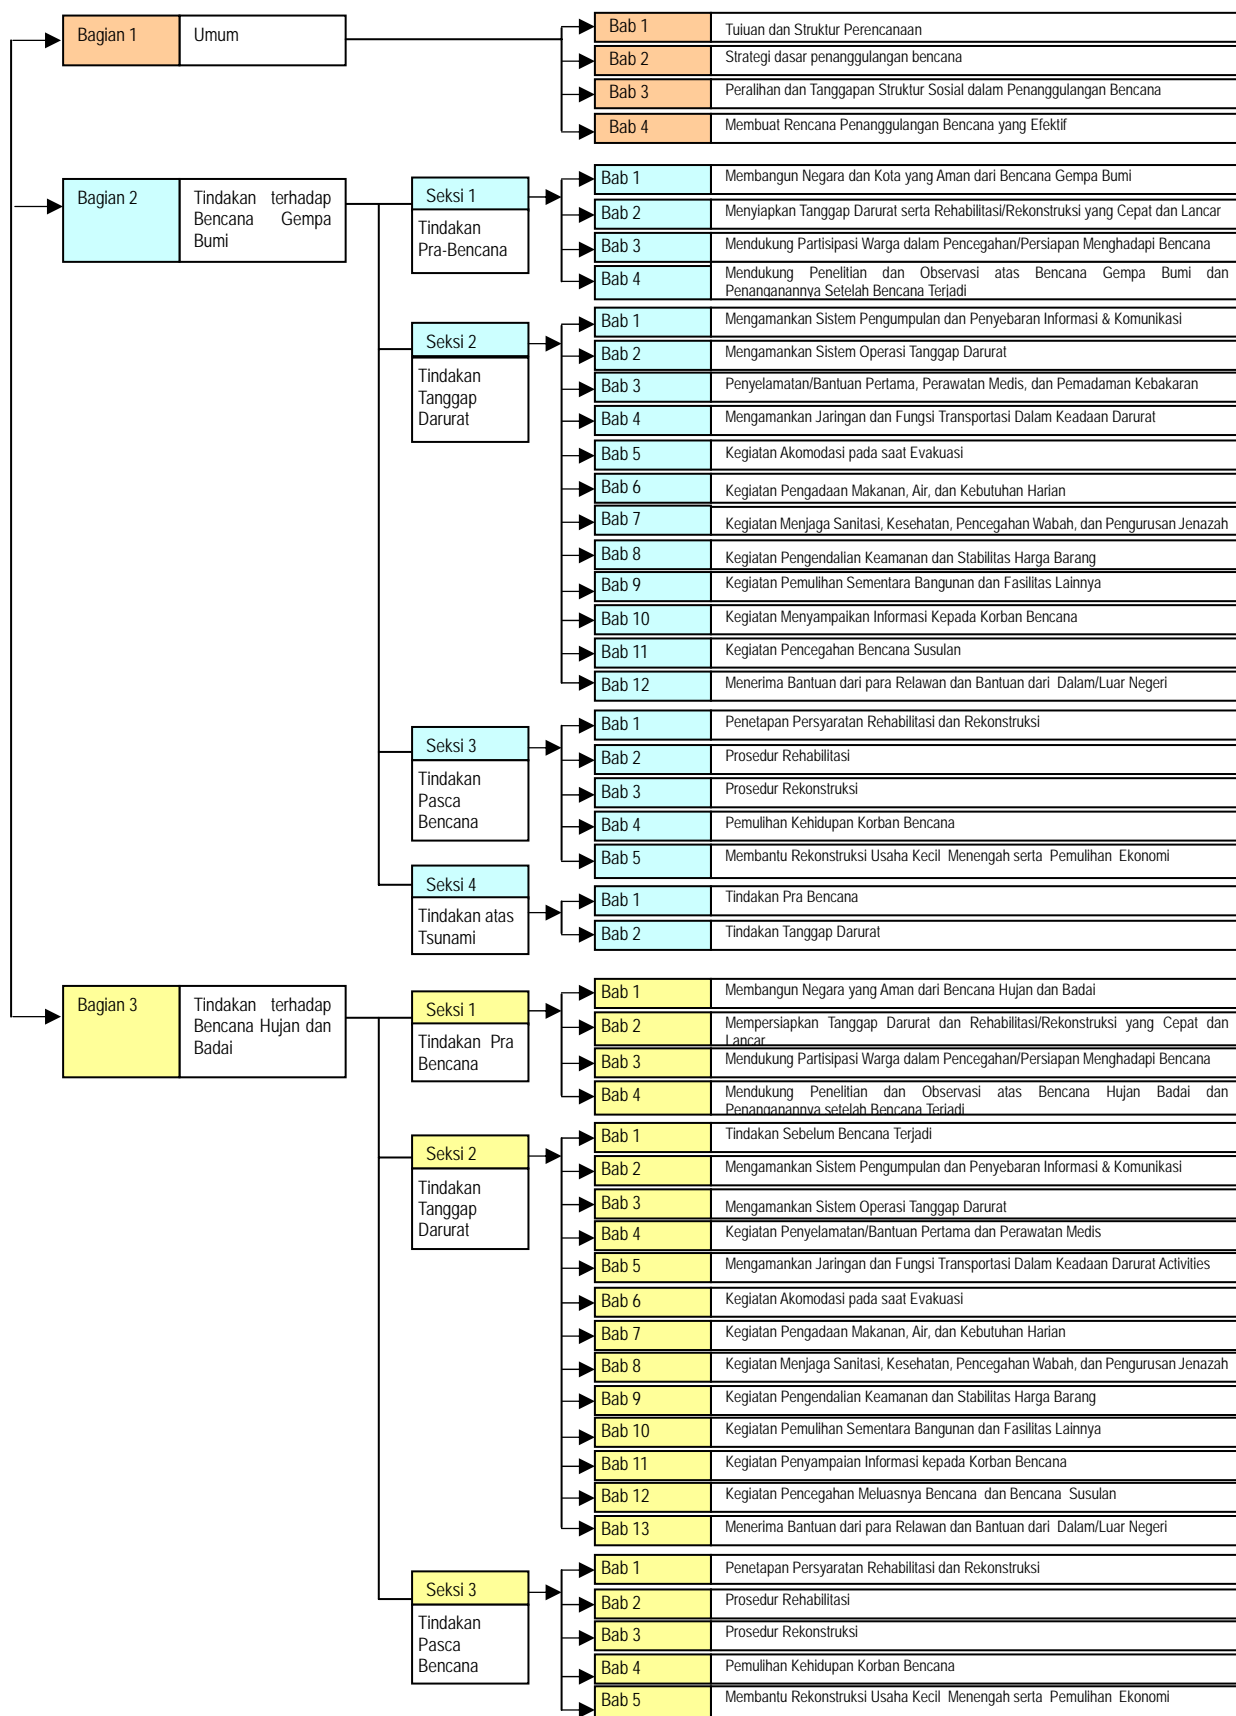 Bagian 1 Umum
Bab 1 Tujuan dan Struktur Perencanaan
Bab 2 Strategi dasar penanggulangan bencana
Bab 3 Peralihan dan Tanggapan Struktur Sosial dalam Penanggulangan Bencana
Bab 4 Membuat Rencana Penanggulangan Bencana yang Efektif
Bagian 2 Tindakan terhadap
Bencana Gempa
Bumi
Seksi 1
Tindakan
Pra-Bencana
Bab 1 Membangun Negara dan Kota yang Aman dari Bencana Gempa Bumi
Bab 2 Menyiapkan Tanggap Darurat serta Rehabilitasi/Rekonstruksi yang Cepat dan Lancar
Bab 3 Mendukung Partisipasi Warga dalam Pencegahan/Persiapan Menghadapi Bencana
Bab 4 Mendukung Penelitian dan Observasi atas Bencana Gempa Bumi dan
Penanganannya Setelah Bencana Terjadi
Seksi 2
Tindakan
Tanggap
Darurat
Bab 1 Mengamankan Sistem Pengumpulan dan Penyebaran Informasi & Komunikasi
Bab 2 Mengamankan Sistem Operasi Tanggap Darurat
Bab 3 Penyelamatan/Bantuan Pertama, Perawatan Medis, dan Pemadaman Kebakaran
Bab 4 Mengamankan Jaringan dan Fungsi Transportasi Dalam Keadaan Darurat
Bab 5 Kegiatan Akomodasi pada saat Evakuasi
Bab 6 Kegiatan Pengadaan Makanan, Air, dan Kebutuhan Harian
Bab 7 Kegiatan Menjaga Sanitasi, Kesehatan, Pencegahan Wabah, dan Pengurusan Jenazah
Bab 8 Kegiatan Pengendalian Keamanan dan Stabilitas Harga Barang
Bab 9 Kegiatan Pemulihan Sementara Bangunan dan Fasilitas Lainnya
Bab 10 Kegiatan Menyampaikan Informasi Kepada Korban Bencana
Bab 11 Kegiatan Pencegahan Bencana Susulan
Bab 12 Menerima Bantuan dari para Relawan dan Bantuan dari Dalam/Luar Negeri
Seksi 3
Tindakan
Pasca
Bencana
Bab 1 Penetapan Persyaratan Rehabilitasi dan Rekonstruksi
Bab 2 Prosedur Rehabilitasi
Bab 3 Prosedur Rekonstruksi
Bab 4 Pemulihan Kehidupan Korban Bencana
Bab 5 Membantu Rekonstruksi Usaha Kecil Menengah serta Pemulihan Ekonomi
Seksi 4
Tindakan atas
Tsunami
Bab 1 Tindakan Pra Bencana
Bab 2 Tindakan Tanggap Darurat
Bagian 3 Tindakan terhadap
Bencana Hujan dan
Badai
Seksi 1
Tindakan Pra
Bencana
Bab 1 Membangun Negara yang Aman dari Bencana Hujan dan Badai
Bab 2 Mempersiapkan Tanggap Darurat dan Rehabilitasi/Rekonstruksi yang Cepat dan
Lancar
Bab 3 Mendukung Partisipasi Warga dalam Pencegahan/Persiapan Menghadapi Bencana
Bab 4 Mendukung Penelitian dan Observasi atas Bencana Hujan Badai dan
Penanganannya setelah Bencana Terjadi
Seksi 2
Tindakan
Tanggap
Darurat
Bab 1 Tindakan Sebelum Bencana Terjadi
Bab 2 Mengamankan Sistem Pengumpulan dan Penyebaran Informasi & Komunikasi
Bab 3 Mengamankan Sistem Operasi Tanggap Darurat
Bab 4 Kegiatan Penyelamatan/Bantuan Pertama dan Perawatan Medis
Bab 5 Mengamankan Jaringan dan Fungsi Transportasi Dalam Keadaan Darurat Activities
Bab 6 Kegiatan Akomodasi pada saat Evakuasi
Bab 7 Kegiatan Pengadaan Makanan, Air, dan Kebutuhan Harian
Bab 8 Kegiatan Menjaga Sanitasi, Kesehatan, Pencegahan Wabah, dan Pengurusan Jenazah
Bab 9 Kegiatan Pengendalian Keamanan dan Stabilitas Harga Barang
Bab 10 Kegiatan Pemulihan Sementara Bangunan dan Fasilitas Lainnya
Bab 11 Kegiatan Penyampaian Informasi kepada Korban Bencana
Bab 12 Kegiatan Pencegahan Meluasnya Bencana dan Bencana Susulan
Bab 13 Menerima Bantuan dari para Relawan dan Bantuan dari Dalam/Luar Negeri
Seksi 3
Tindakan
Pasca
Bencana
Bab 1 Penetapan Persyaratan Rehabilitasi dan Rekonstruksi
Bab 2 Prosedur Rehabilitasi
Bab 3 Prosedur Rekonstruksi
Bab 4 Pemulihan Kehidupan Korban Bencana
Bab 5 Membantu Rekonstruksi Usaha Kecil Menengah serta Pemulihan Ekonomi